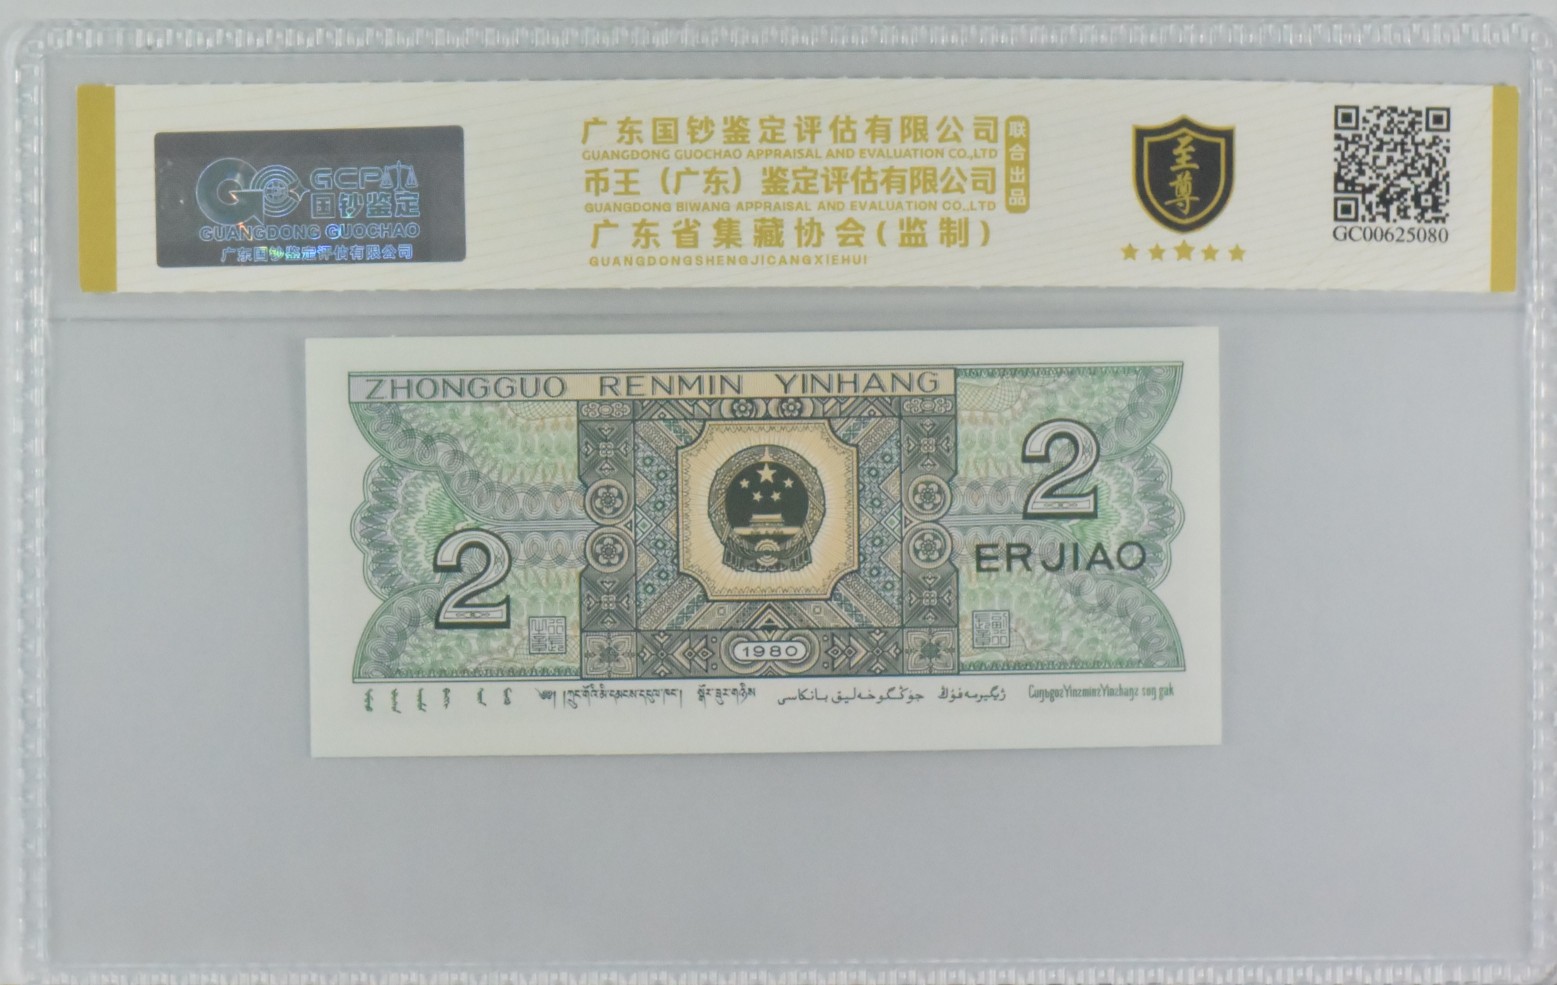 GCP
国钞鉴定
GUANGDONG GUOCHAO
广东国钞鉴定评估有限公司
广东国钞鉴定评估有限公司
GUANGDONG GUOCHAO APPRAISAL AND EVALUATION CO.,LTD
币王（广东）鉴定评估有限公司
GUANGDONG BIWANG APPRAISAL AND EVALUATION CO.,LTD
联合出品
广东省集藏协会(监制)
GUANGDONGSHENGJICANGXIEHUI
至尊
GC00625080
ZHONGGUO RENMIN YINHANG
2
2
ERJIAO
1980